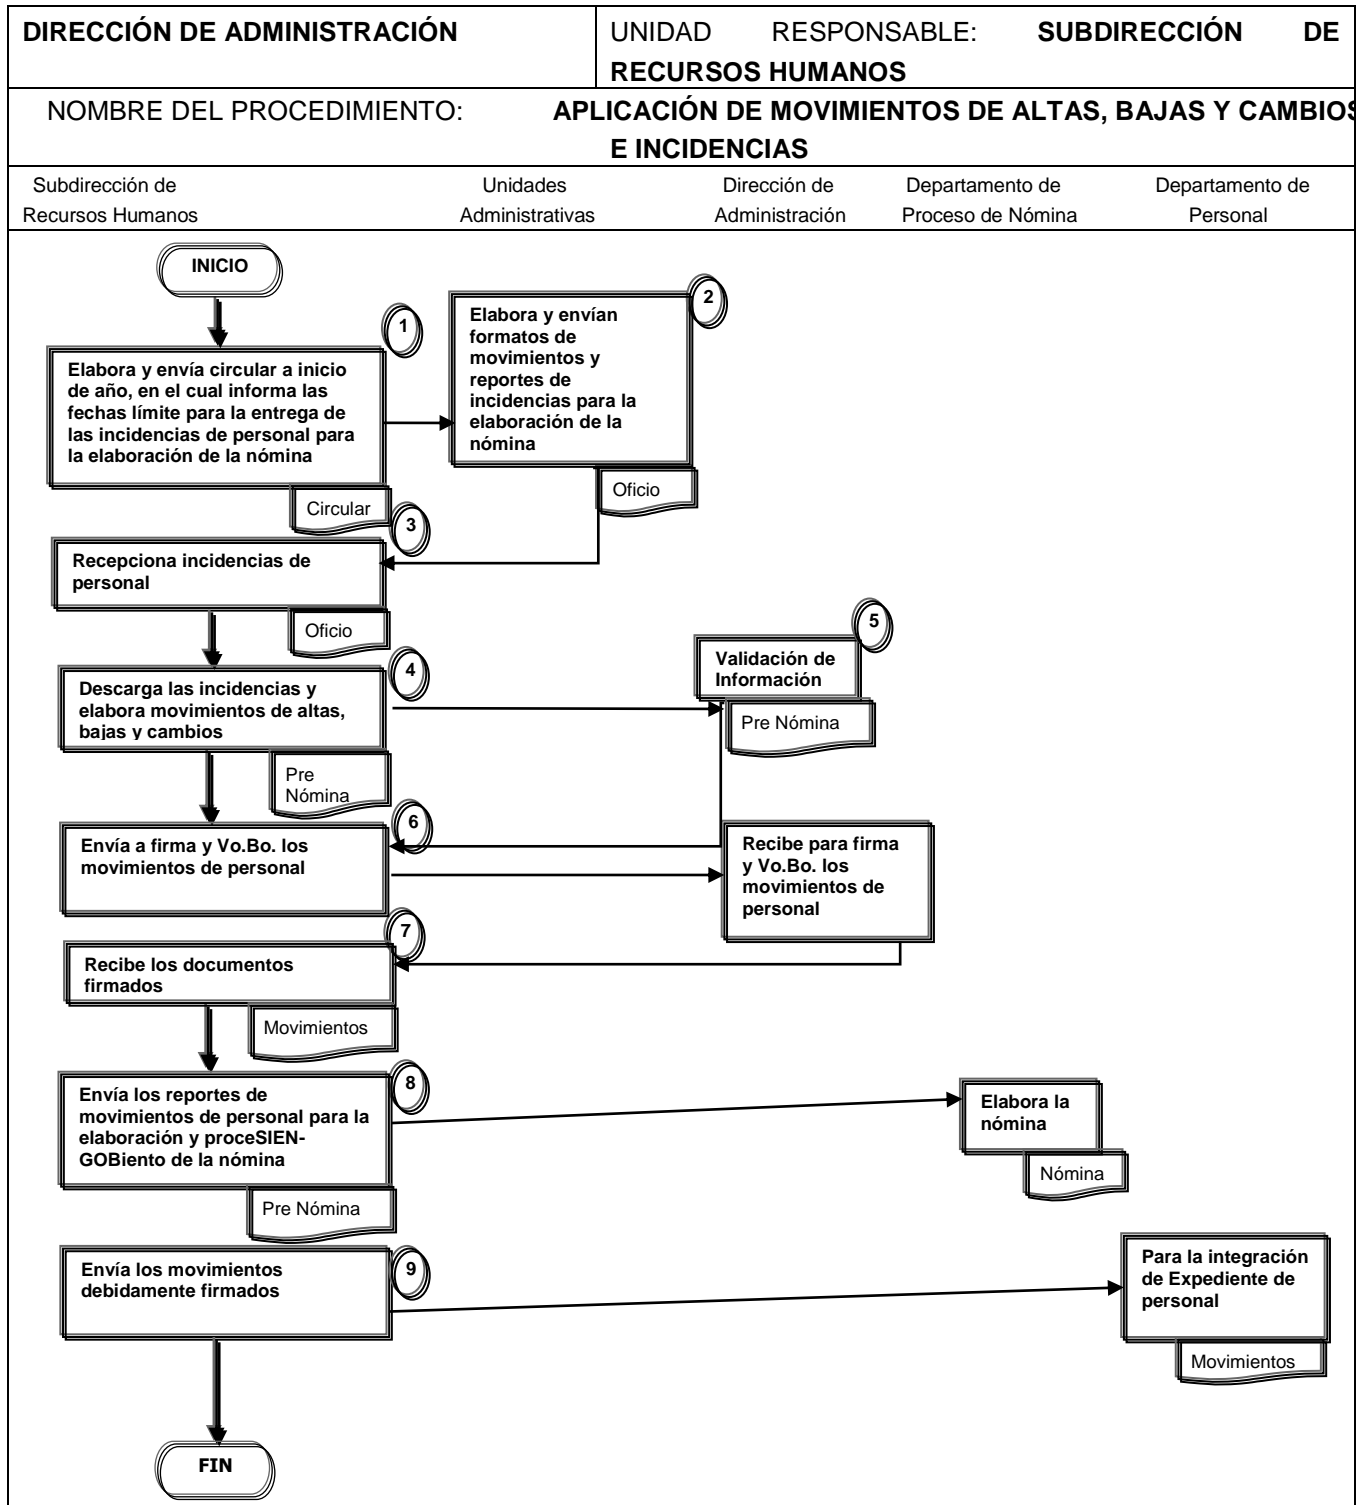 DIRECCIÓN DE ADMINISTRACIÓN
UNIDAD RESPONSABLE: SUBDIRECCIÓN DE
RECURSOS HUMANOS
NOMBRE DEL PROCEDIMIENTO: APLICACIÓN DE MOVIMIENTOS DE ALTAS, BAJAS Y CAMBIOS
E INCIDENCIAS
Subdirección de
Recursos Humanos
Unidades
Administrativas
Dirección de
Administración
Departamento de
Proceso de Nómina
Departamento de
Personal
INICIO
1
Elabora y envía circular a inicio
de año, en el cual informa las
fechas límite para la entrega de
las incidencias de personal para
la elaboración de la nómina
Circular
2
Elabora y envían
formatos de
movimientos y
reportes de
incidencias para la
elaboración de la
nómina
Oficio
3
Recepciona incidencias de
personal
Oficio
4
Descarga las incidencias y
elabora movimientos de altas,
bajas y cambios
Pre
Nómina
5
Validación de
Información
Pre Nómina
6
Envía a firma y Vo.Bo. los
movimientos de personal
Recibe para firma
y Vo.Bo. los
movimientos de
personal
7
Recibe los documentos
firmados
Movimientos
8
Envía los reportes de
movimientos de personal para la
elaboración y proceSIEN-
GOBiento de la nómina
Pre Nómina
Elabora la
nómina
Nómina
9
Envía los movimientos
debidamente firmados
Para la integración
de Expediente de
personal
Movimientos
FIN